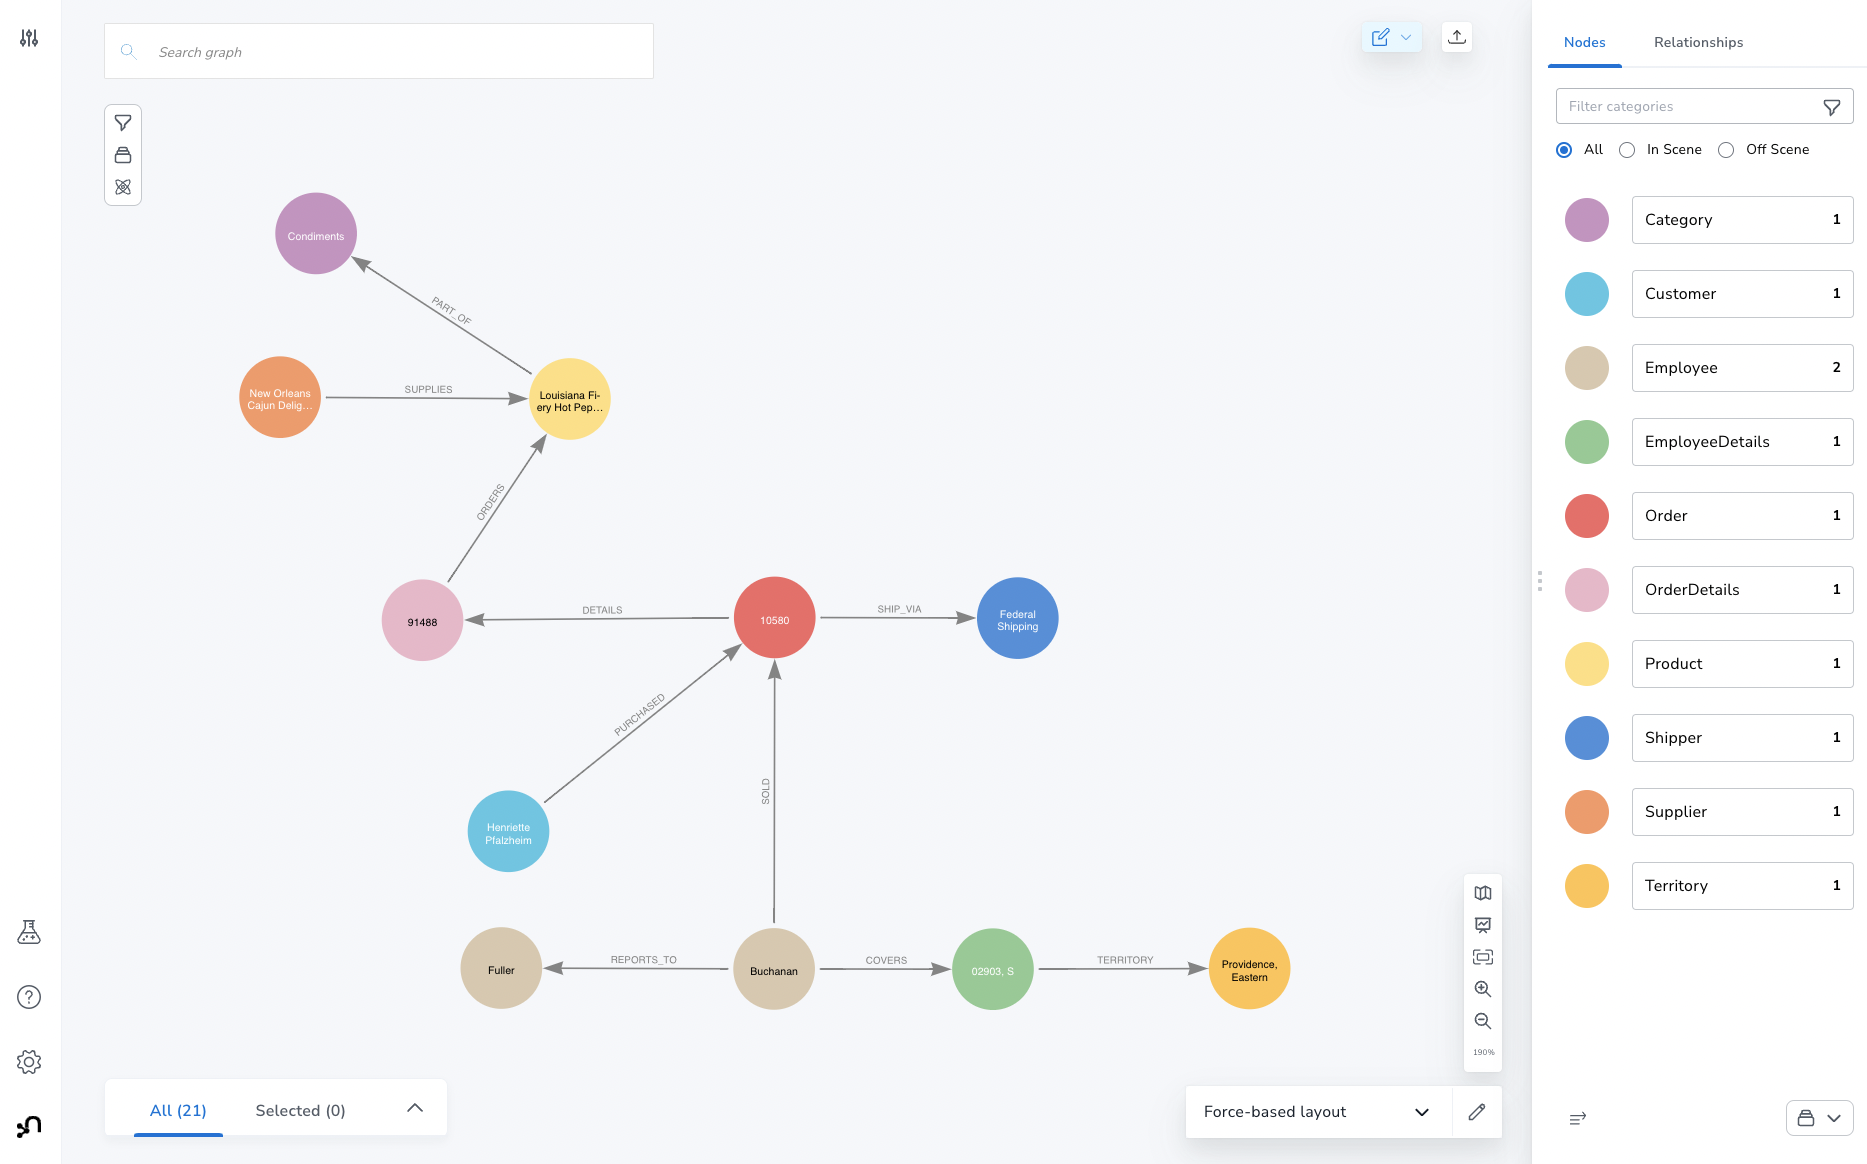 Search graph
Condiments
PART_OF
New Orleans
Cajun Delig...
SUPPLIES
Louisiana Fi-
ery Hot Pep...
ORDERS
91488
DETAILS
10580
SHIP_VIA
Federal
Shipping
PURCHASED
SOLD
Henriette
Pfalzheim
Fuller
REPORTS_TO
Buchanan
COVERS
02903, S
TERRITORY
Providence,
Eastern
All (21)
Selected (0)
190%
Force-based layout
Nodes
Relationships
Filter categories
All
In Scene
Off Scene
Category 1
Customer 1
Employee 2
EmployeeDetails 1
Order 1
OrderDetails 1
Product 1
Shipper 1
Supplier 1
Territory 1